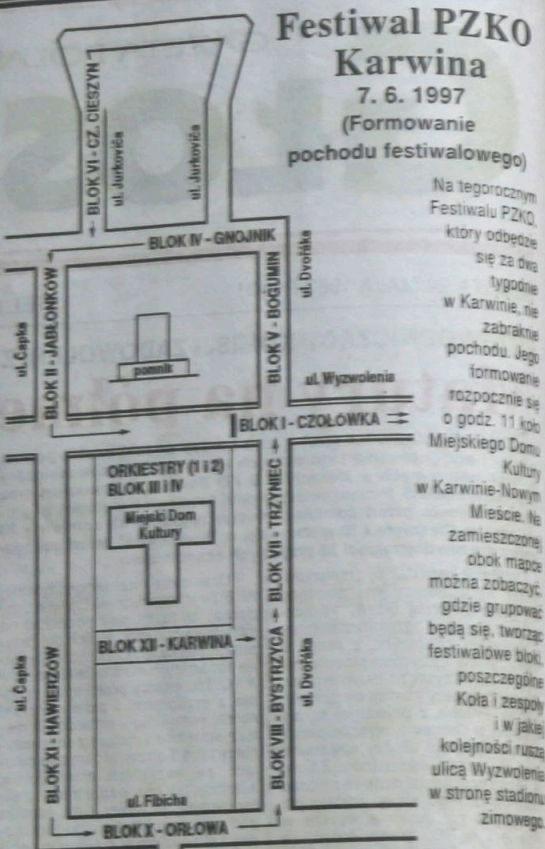 Festiwal PZKO
Karwina
7. 6. 1997
(Formowanie
pochodu festiwalowego)
Na tegorocznym
Festiwalu PZKO,
który odbędzie
się za dwa
tygodnie
w Karwinie, nie
zabraknie
pochodu. Jego
formowanie
rozpocznie się
o godz. 11 koło
Miejskiego Domu
Kultury
w Karwinie-Nowym
Mieście. Na
zamieszczonej
obok mapce
można zobaczyć,
gdzie grupować
będą się, tworząc
festiwalowe bloki,
poszczególne
Koła i zespoły
i w jakiej
kolejności ruszą
ulicą Wyzwolenia
w stronę stadionu
zimowego.
BLOK VI - CZ. CIESZYN
ul. Jurkoviča
ul. Jurkoviča
BLOK IV - GNOJNIK
ul. Čapka
BLOK II - JABŁONKÓW
pomnik
BLOK V - BOGUMIN
ul. Dvořáka
ul. Wyzwolenia
BLOK I - CZOŁÓWKA
ORKIESTRY (1 i 2)
BLOK III i IV
Miejski Dom
Kultury
BLOK XII - KARWINA
BLOK VIII - BYSTRZYCA
BLOK VII - TRZYNIEC
ul. Dvořáka
ul. Čapka
BLOK XI - HAWIERZÓW
ul. Fibicha
BLOK X - ORŁOWA